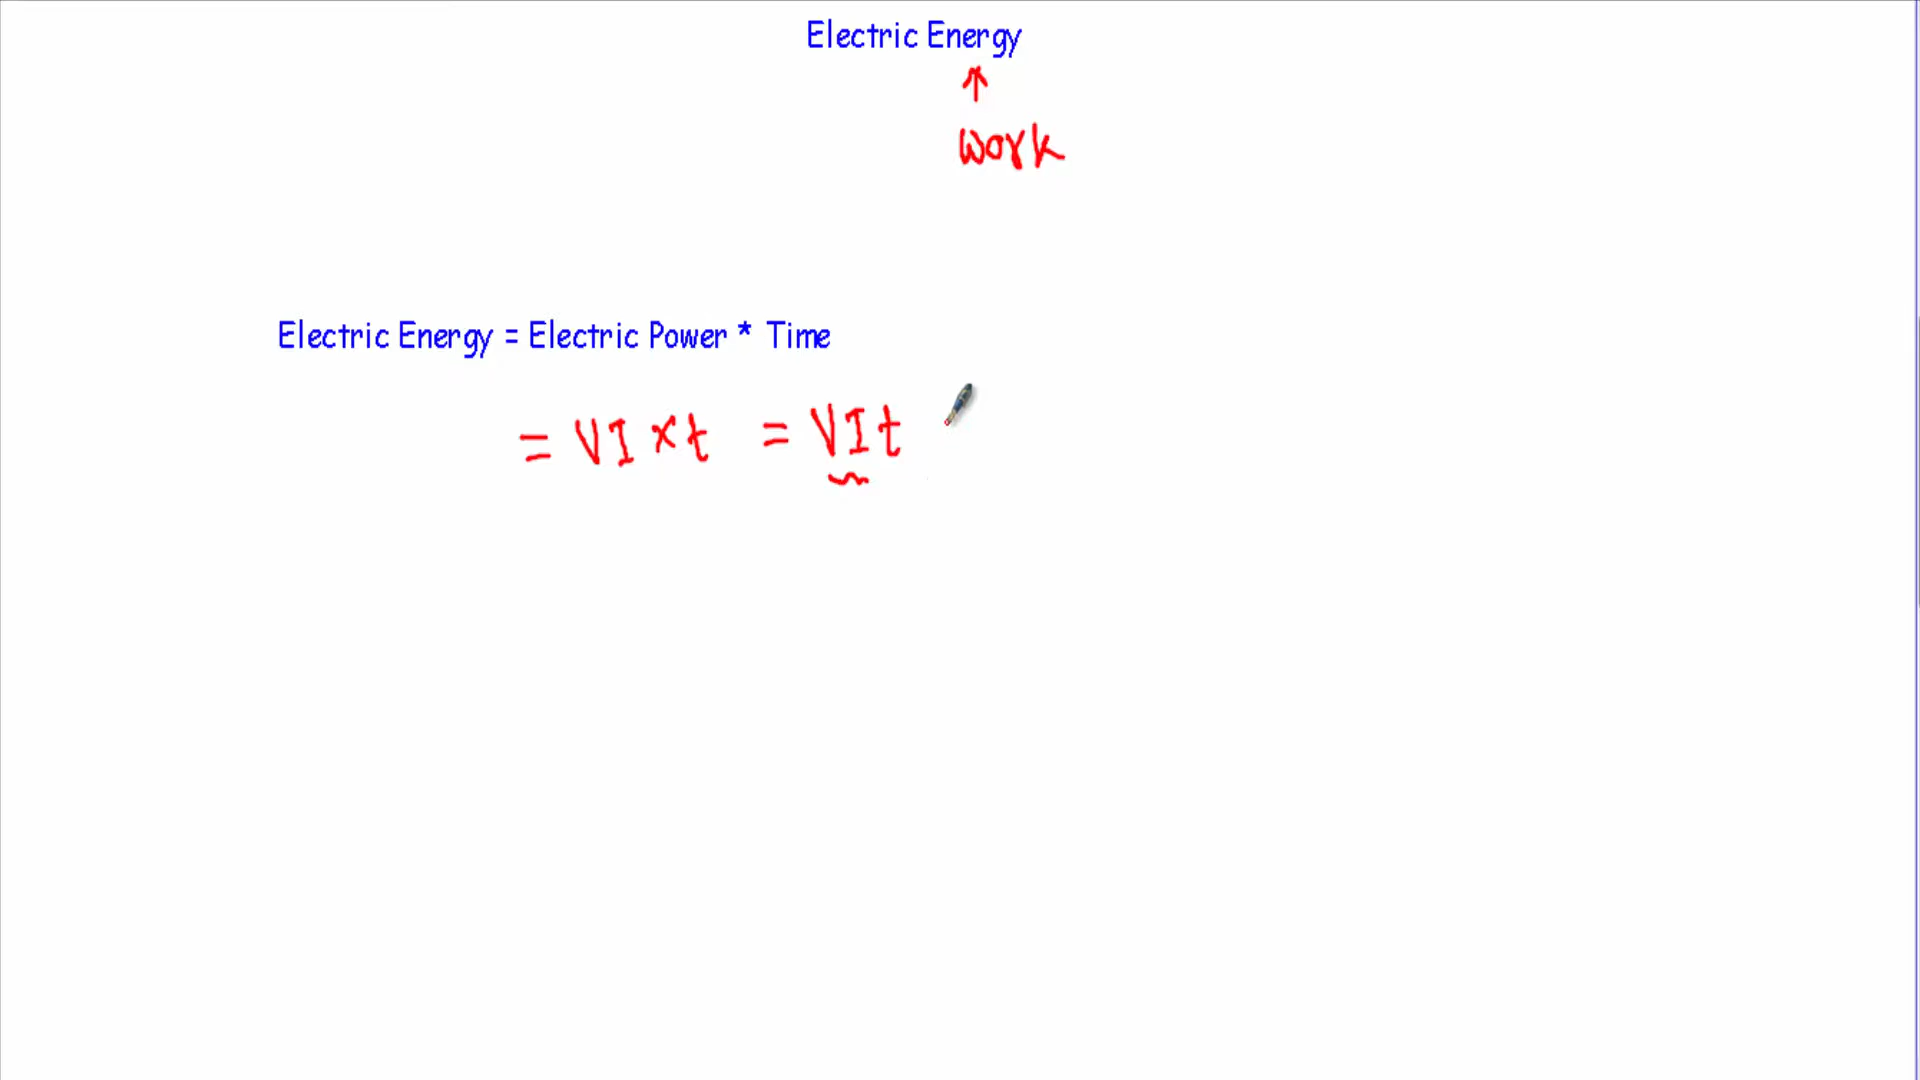 Electric Energy
↑
Work
Electric Energy = Electric Power * Time
= VI × t = VIt